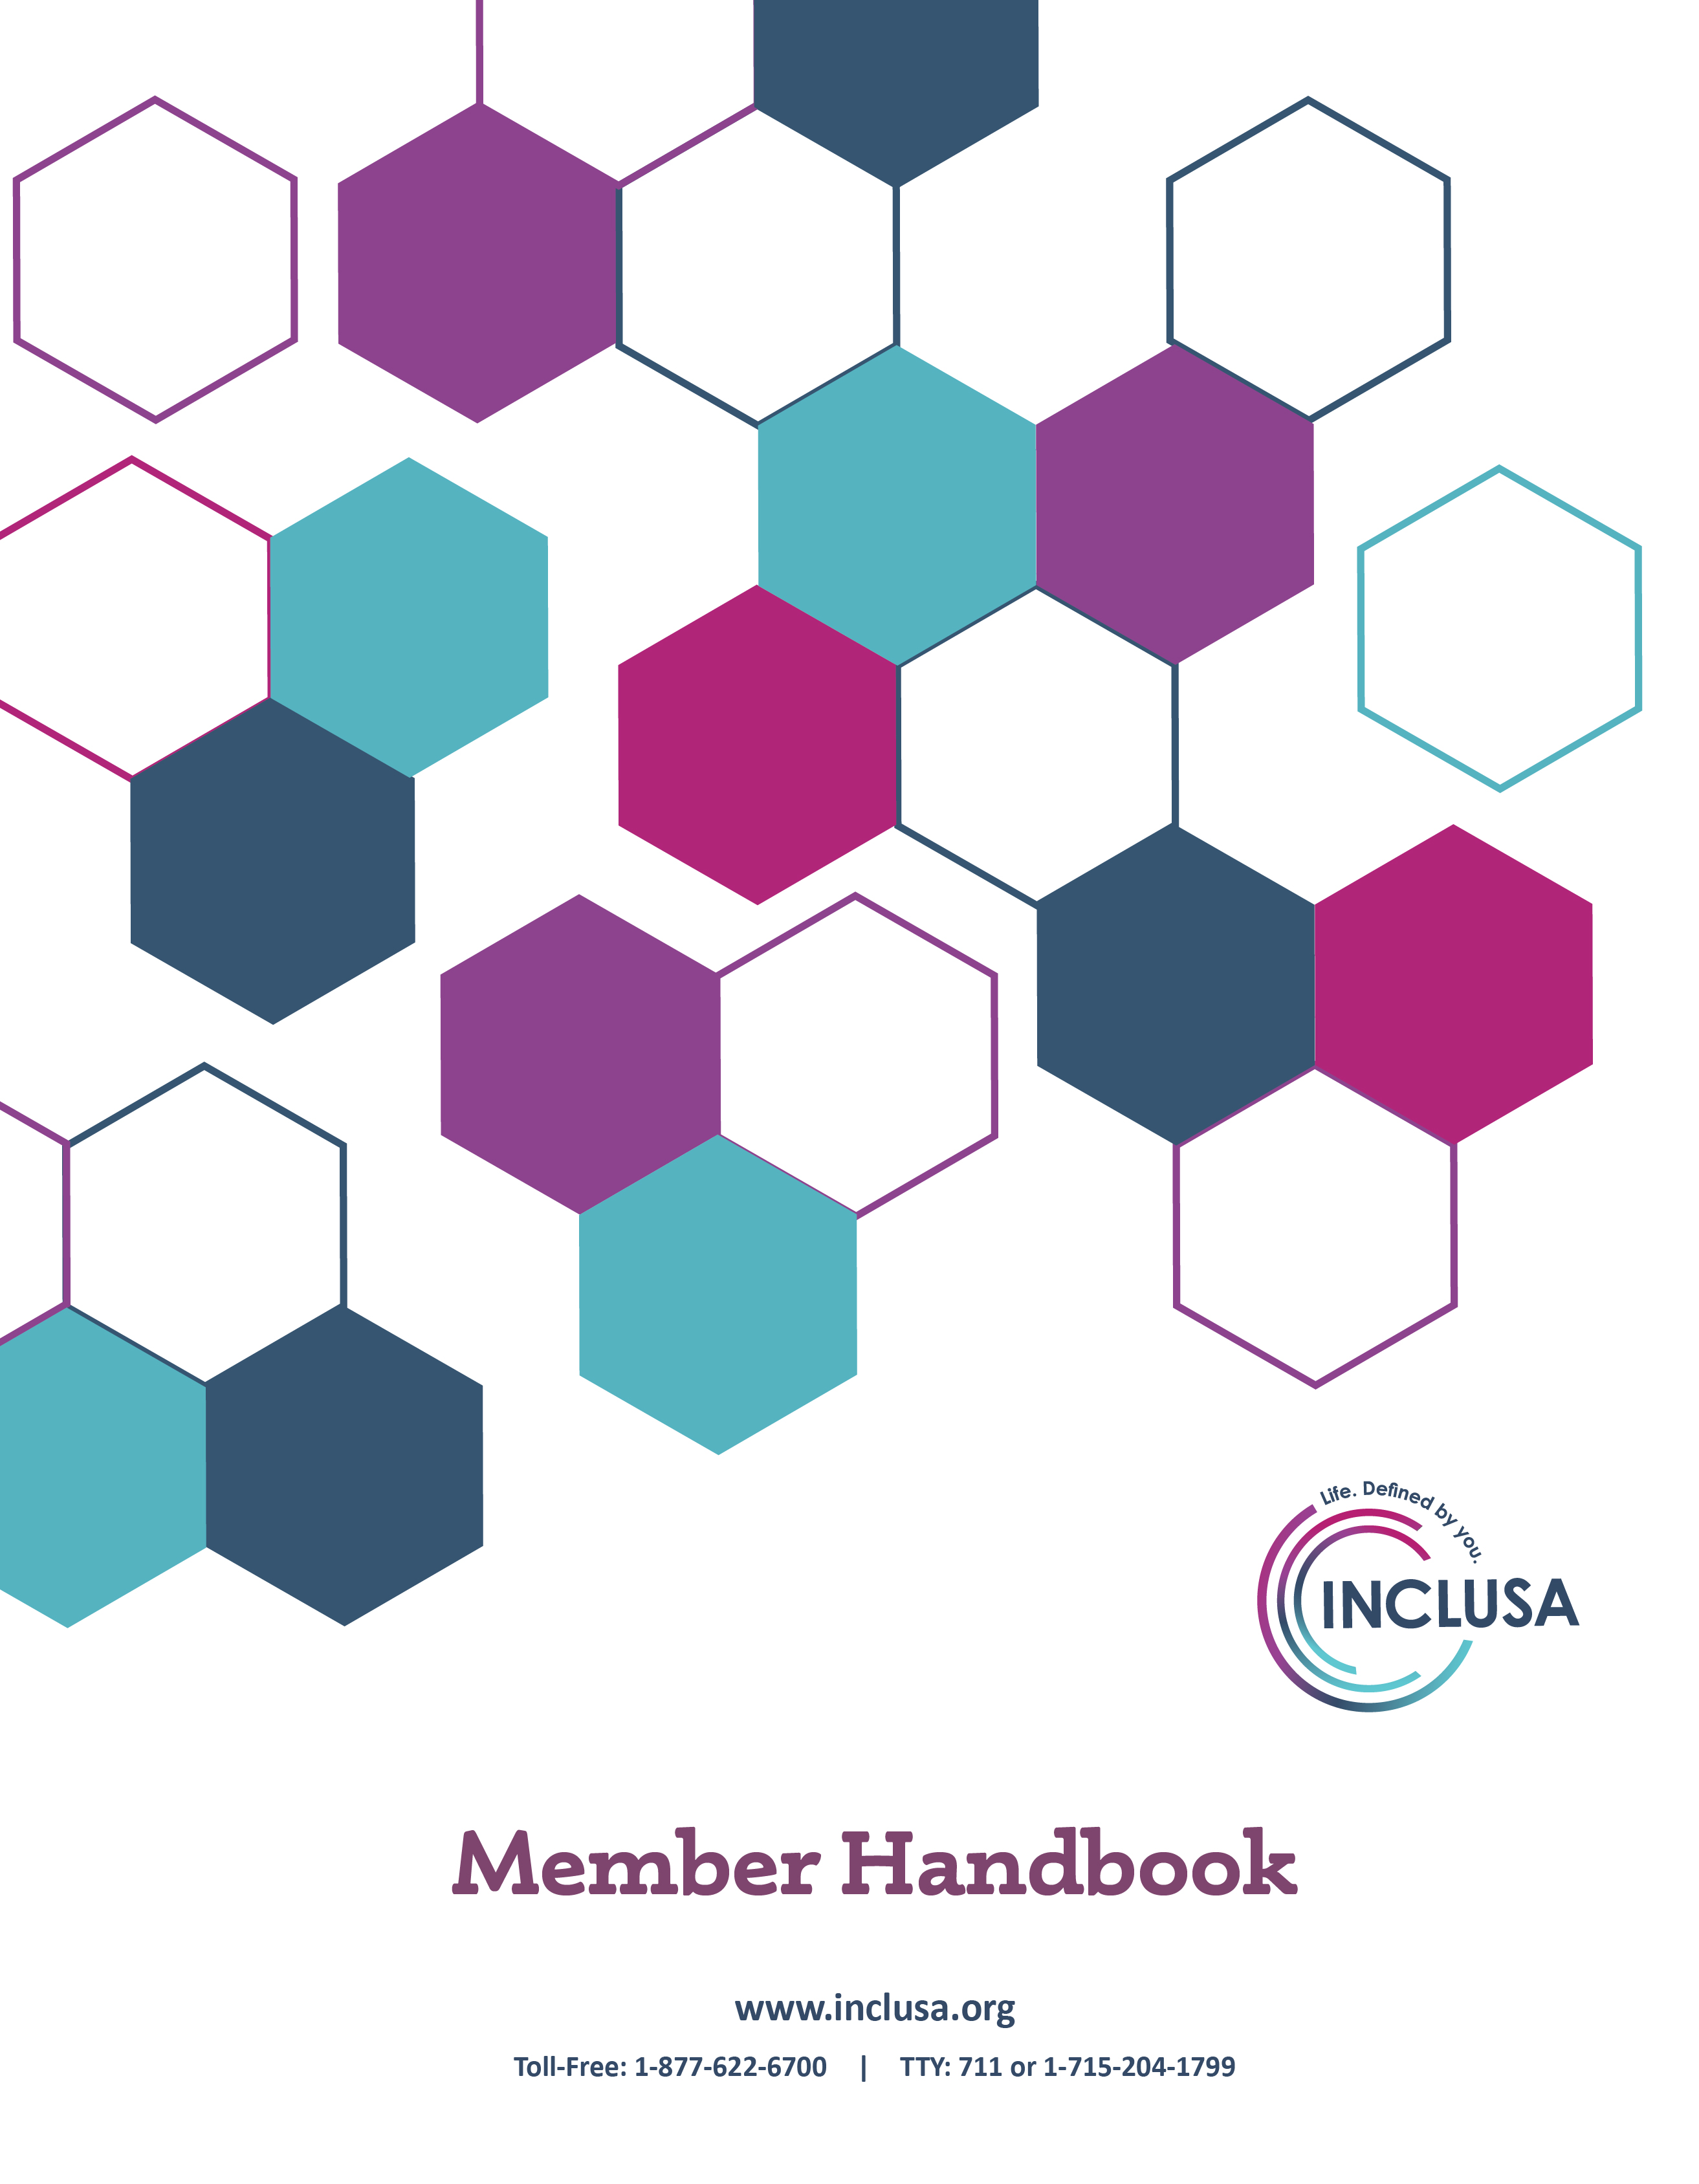 Life. Defined by you.
INCLUSA
Member Handbook
www.inclusa.org
Toll-Free: 1-877-622-6700 | TTY: 711 or 1-715-204-1799